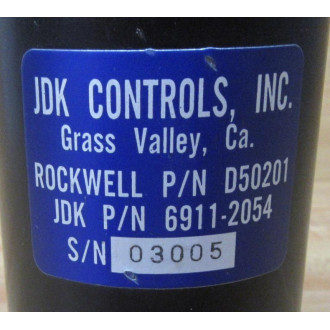 JDK CONTROLS, INC.
Grass Valley, Ca.
ROCKWELL P/N D50201
JDK P/N 6911-2054
S/N 03005